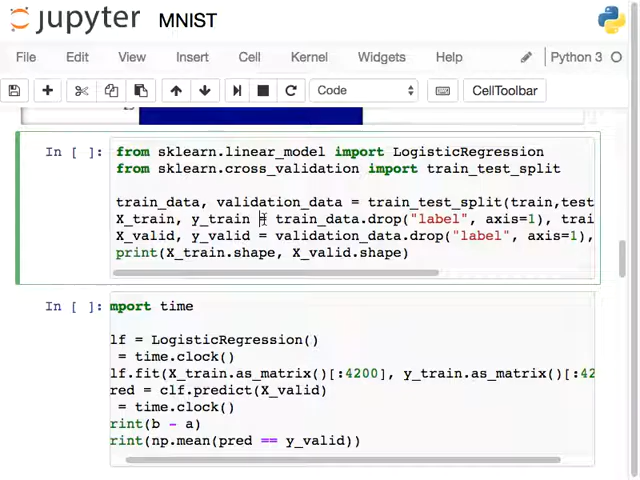 jupyter MNIST
File Edit View Insert Cell Kernel Widgets Help Python 3
Code CellToolbar
In [ ]: from sklearn.linear_model import LogisticRegression
from sklearn.cross_validation import train_test_split
train_data, validation_data = train_test_split(train,test
X_train, y_train = train_data.drop("label", axis=1), trai
X_valid, y_valid = validation_data.drop("label", axis=1),
print(X_train.shape, X_valid.shape)
In [ ]: mport time
lf = LogisticRegression()
= time.clock()
lf.fit(X_train.as_matrix()[:4200], y_train.as_matrix()[:42
red = clf.predict(X_valid)
= time.clock()
rint(b - a)
rint(np.mean(pred == y_valid))